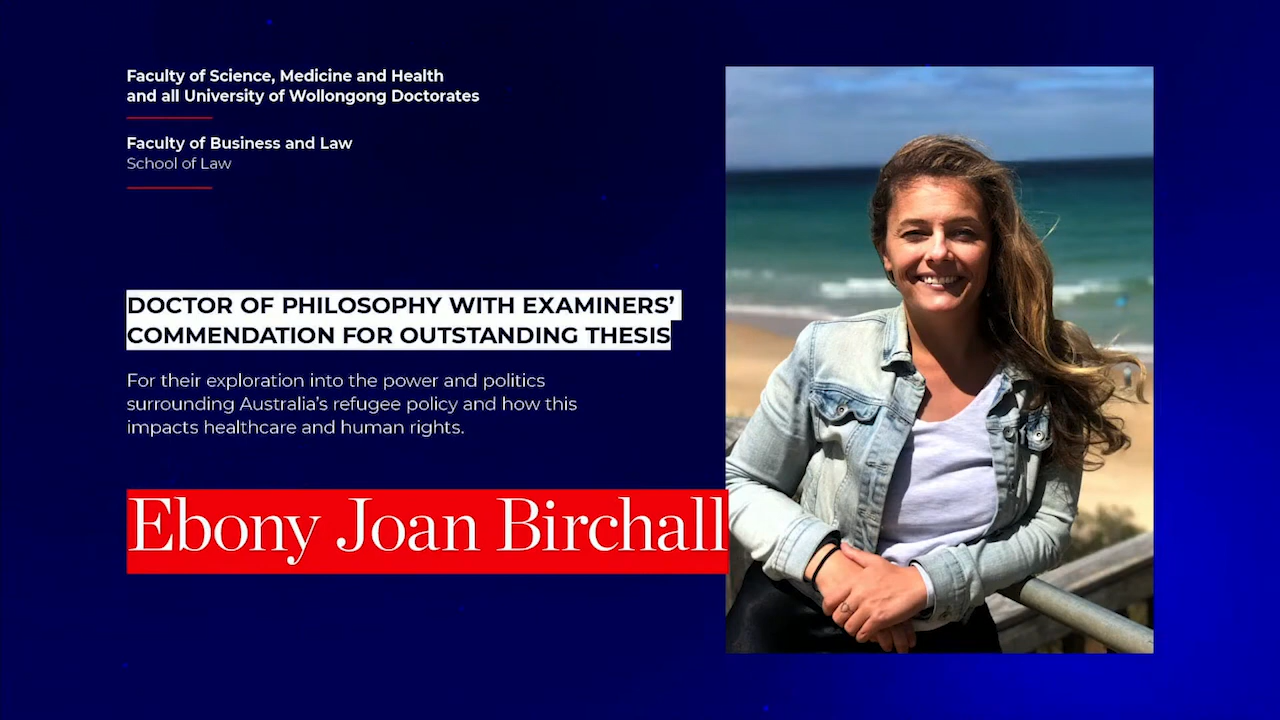 Faculty of Science, Medicine and Health
and all University of Wollongong Doctorates
Faculty of Business and Law
School of Law
DOCTOR OF PHILOSOPHY WITH EXAMINERS’
COMMENDATION FOR OUTSTANDING THESIS
For their exploration into the power and politics
surrounding Australia’s refugee policy and how this
impacts healthcare and human rights.
Ebony Joan Birchall